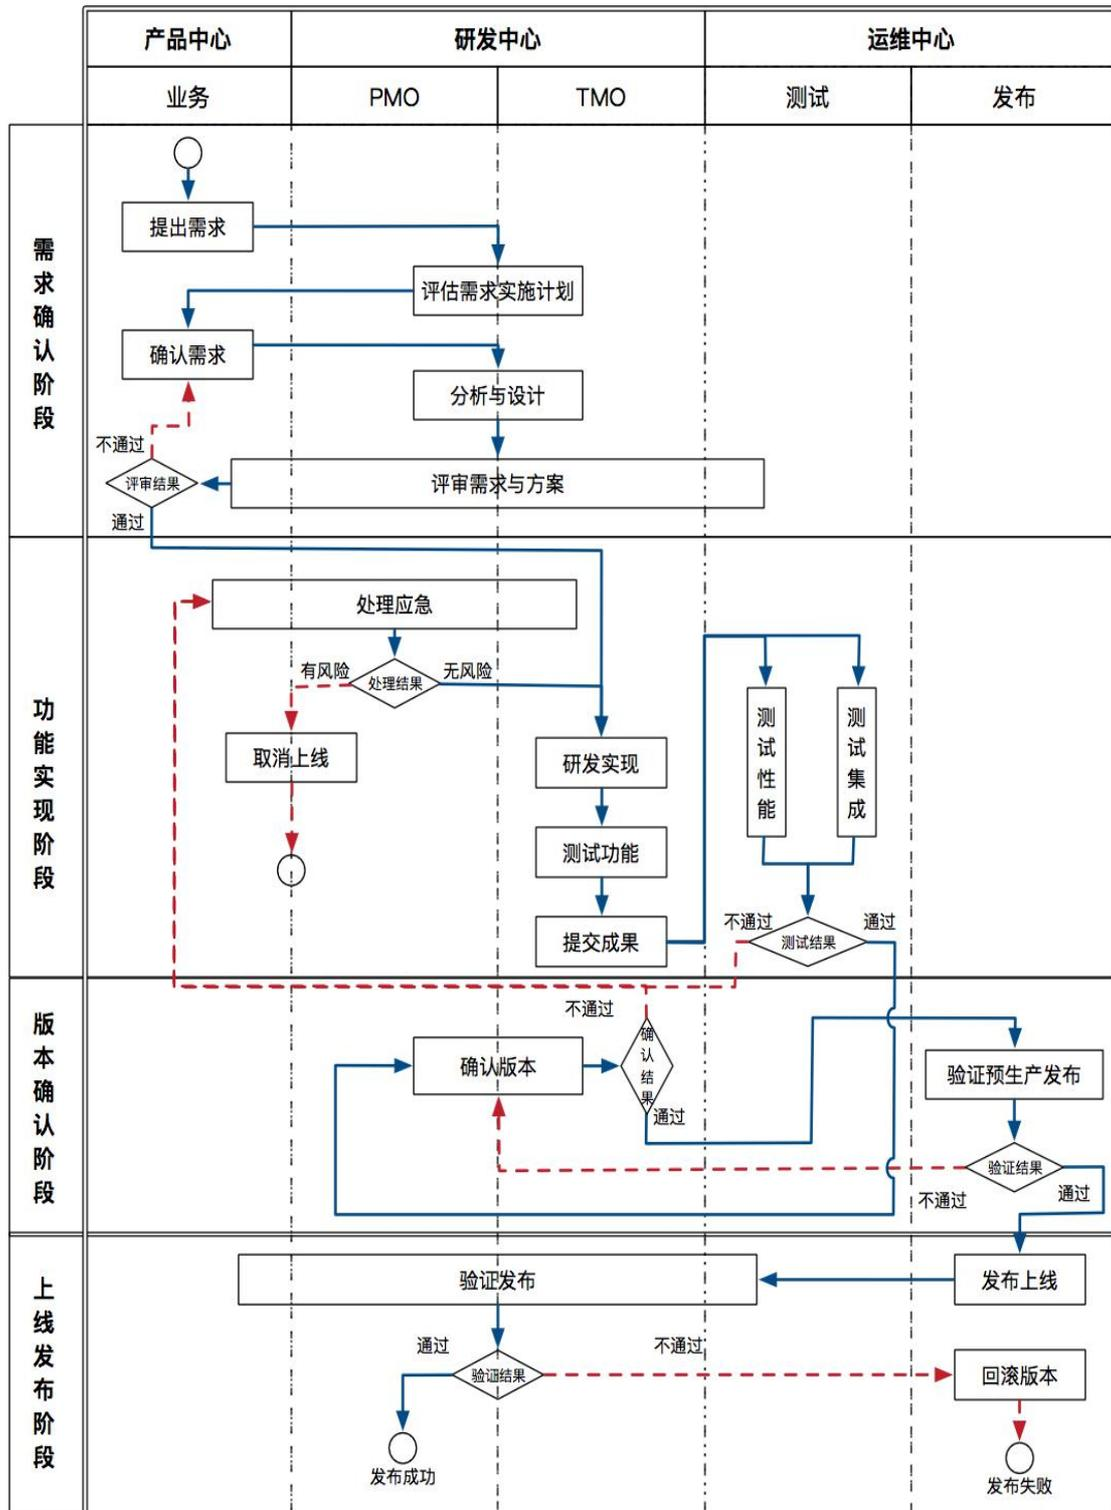 产品中心 研发中心 运维中心
业务 PMO TMO 测试 发布
需求确认阶段
提出需求
评估需求实施计划
确认需求
分析与设计
不通过
评审结果
评审需求与方案
通过
功能实现阶段
处理应急
有风险
处理结果
无风险
取消上线
研发实现
测试功能
提交成果
测试性能
测试集成
不通过
测试结果
通过
版本确认阶段
不通过
确认版本
确认结果
通过
验证预生产发布
验证结果
不通过
通过
上线发布阶段
验证发布
发布上线
通过
验证结果
不通过
回滚版本
发布成功
发布失败